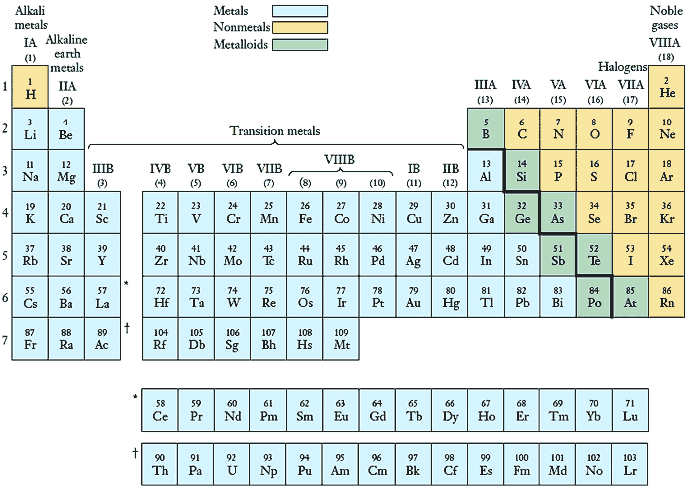 Alkali metals
IA
(1)
Alkaline earth metals
IIA
(2)
Metals
Nonmetals
Metalloids
Noble gases
VIIIA
(18)
Halogens
IIIA IVA VA VIA VIIA
(13) (14) (15) (16) (17)
1 1 2
H He
2 3 4 5 6 7 8 9 10
Li Be B C N O F Ne
Transition metals
3 11 12 13 14 15 16 17 18
Na Mg Al Si P S Cl Ar
IIIB IVB VB VIB VIIB VIIIB IB IIB
(3) (4) (5) (6) (7) (8) (9) (10) (11) (12)
4 19 20 21 22 23 24 25 26 27 28 29 30 31 32 33 34 35 36
K Ca Sc Ti V Cr Mn Fe Co Ni Cu Zn Ga Ge As Se Br Kr
5 37 38 39 40 41 42 43 44 45 46 47 48 49 50 51 52 53 54
Rb Sr Y Zr Nb Mo Tc Ru Rh Pd Ag Cd In Sn Sb Te I Xe
6 55 56 57 * 72 73 74 75 76 77 78 79 80 81 82 83 84 85 86
Cs Ba La Hf Ta W Re Os Ir Pt Au Hg Tl Pb Bi Po At Rn
7 87 88 89 † 104 105 106 107 108 109
Fr Ra Ac Rf Db Sg Bh Hs Mt
* 58 59 60 61 62 63 64 65 66 67 68 69 70 71
Ce Pr Nd Pm Sm Eu Gd Tb Dy Ho Er Tm Yb Lu
† 90 91 92 93 94 95 96 97 98 99 100 101 102 103
Th Pa U Np Pu Am Cm Bk Cf Es Fm Md No Lr